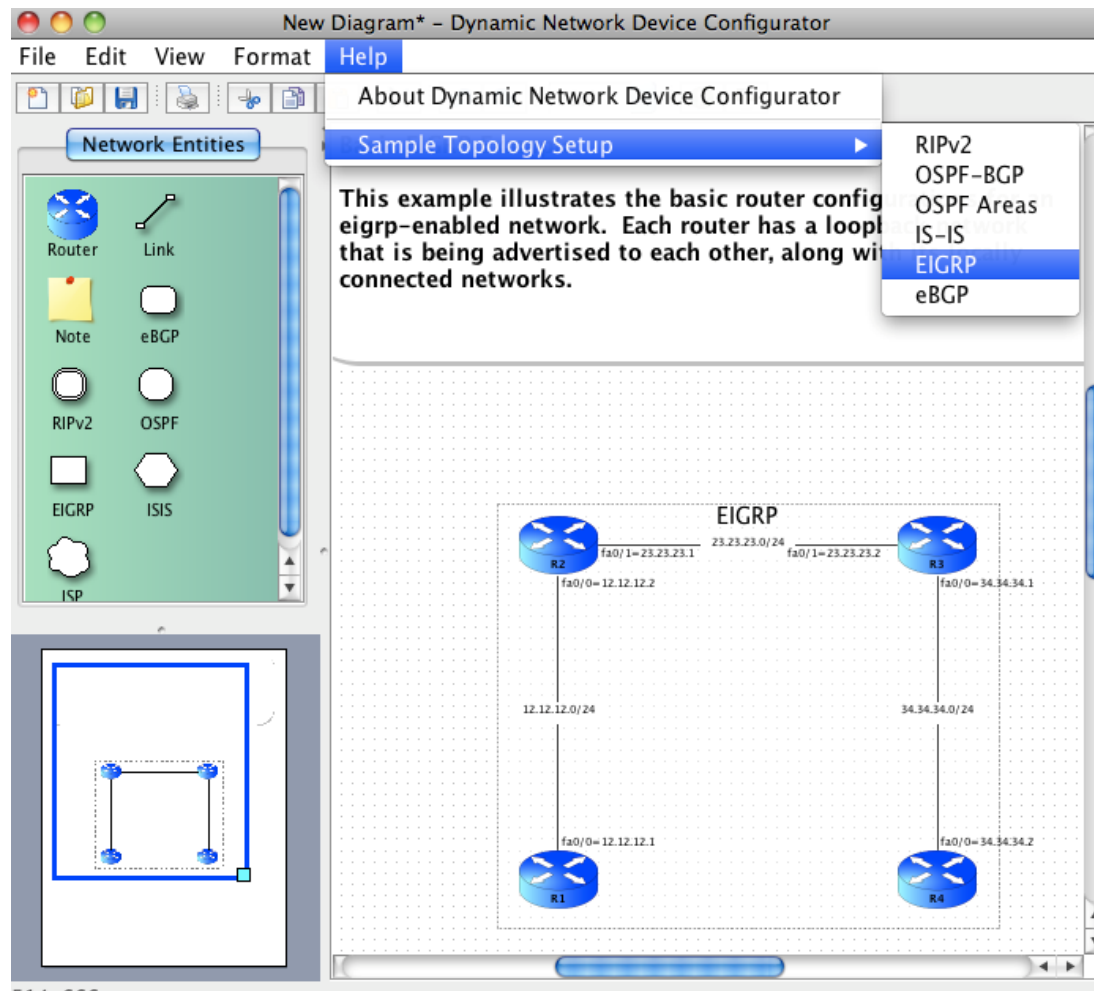 New Diagram* – Dynamic Network Device Configurator
File Edit View Format Help
About Dynamic Network Device Configurator
Sample Topology Setup
RIPv2
OSPF-BGP
OSPF Areas
IS-IS
EIGRP
eBGP
Network Entities
Router Link
Note eBGP
RIPv2 OSPF
EIGRP ISIS
ISP
This example illustrates the basic router
eigrp-enabled network. Each router has a
that is being advertised to each other, along
connected networks.
EIGRP
R2
fa0/1=23.23.23.1
23.23.23.0/24
fa0/1=23.23.23.2
R3
fa0/0=12.12.12.2
fa0/0=34.34.34.1
12.12.12.0/24
34.34.34.0/24
fa0/0=12.12.12.1
fa0/0=34.34.34.2
R1
R4